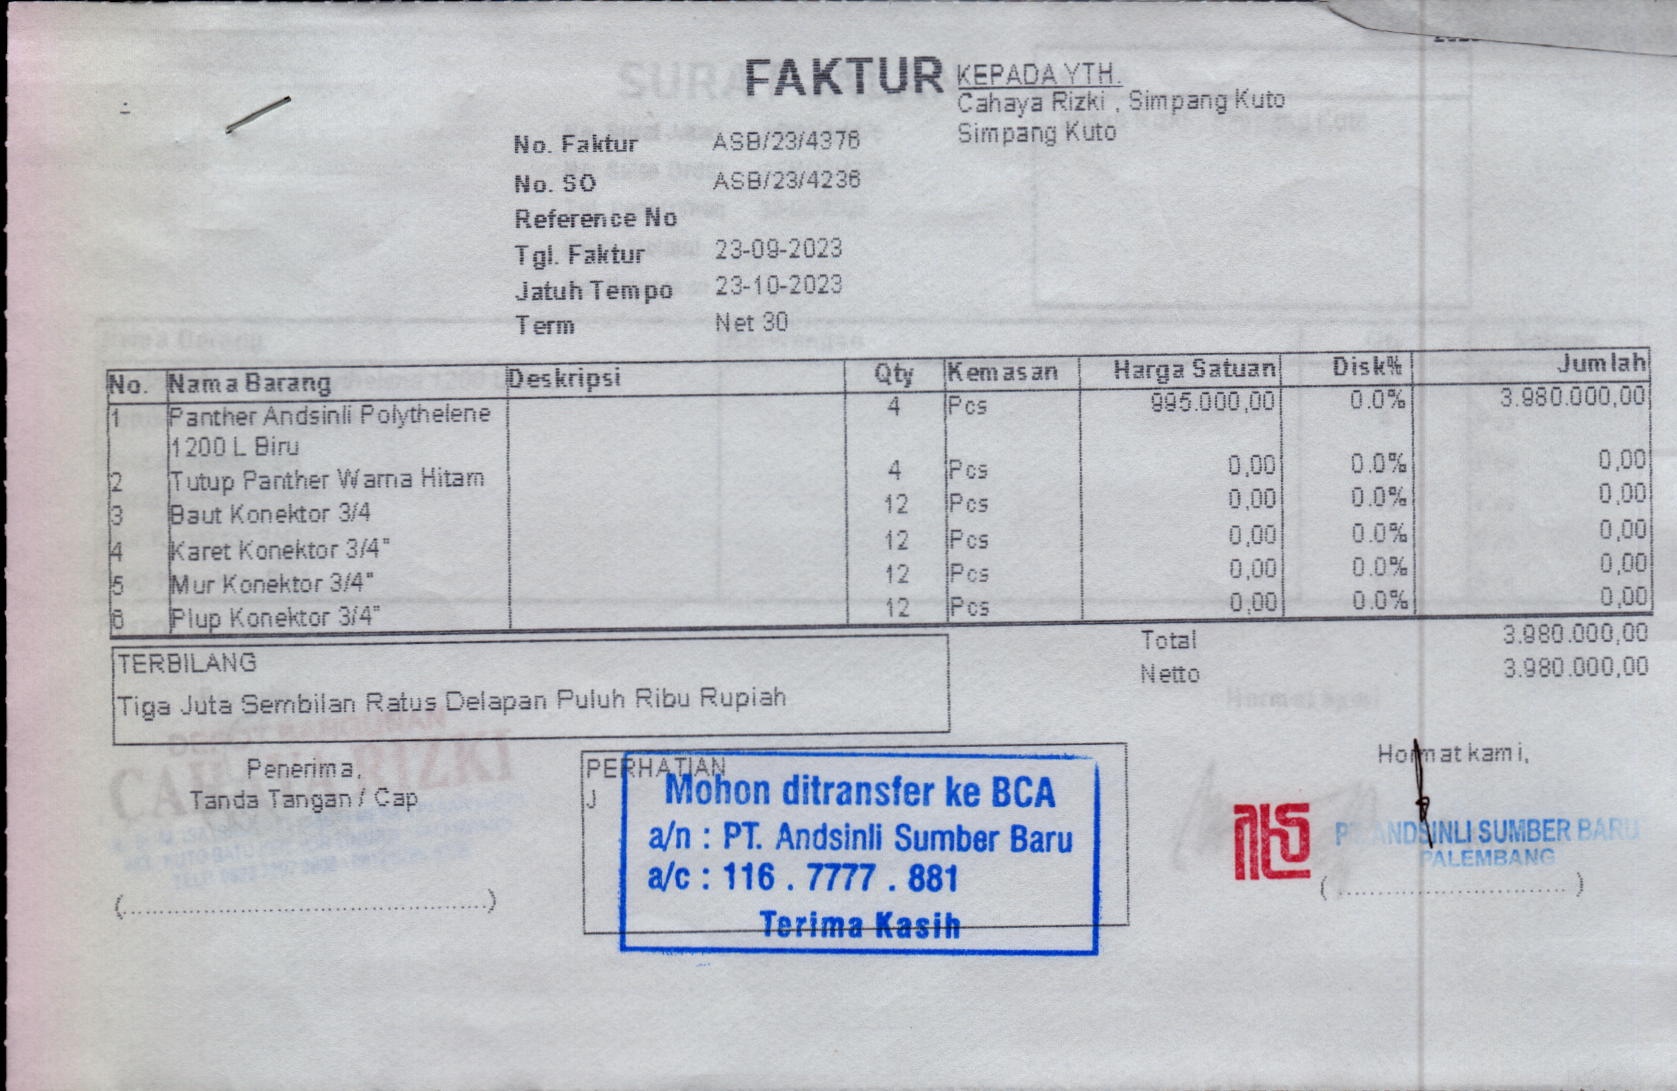 FAKTUR
KEPADA YTH.
Cahaya Rizki , Simpang Kuto
Simpang Kuto
No. Faktur ASB/23/4376
No. SO ASB/23/4236
Reference No
Tgl. Faktur 23-09-2023
Jatuh Tempo 23-10-2023
Term Net 30
No. Nama Barang Deskripsi Qty Kemasan Harga Satuan Disk% Jumlah
1 Panther Andsinli Polythelene 4 Pcs 995.000,00 0.0% 3.980.000,00
1200 L Biru
2 Tutup Panther Warna Hitam 4 Pcs 0,00 0.0% 0,00
3 Baut Konektor 3/4 12 Pcs 0,00 0.0% 0,00
4 Karet Konektor 3/4" 12 Pcs 0,00 0.0% 0,00
5 Mur Konektor 3/4" 12 Pcs 0,00 0.0% 0,00
6 Plup Konektor 3/4" 12 Pcs 0,00 0.0% 0,00
Total 3.980.000,00
Netto 3.980.000,00
TERBILANG
Tiga Juta Sembilan Ratus Delapan Puluh Ribu Rupiah
Penerima,
Tanda Tangan / Cap
(..................................................)
PERHATIAN
J
Mohon ditransfer ke BCA
a/n : PT. Andsinli Sumber Baru
a/c : 116 . 7777 . 881
Terima Kasih
Hormat kami,
PT. ANDSINLI SUMBER BARU
PALEMBANG
(................................)